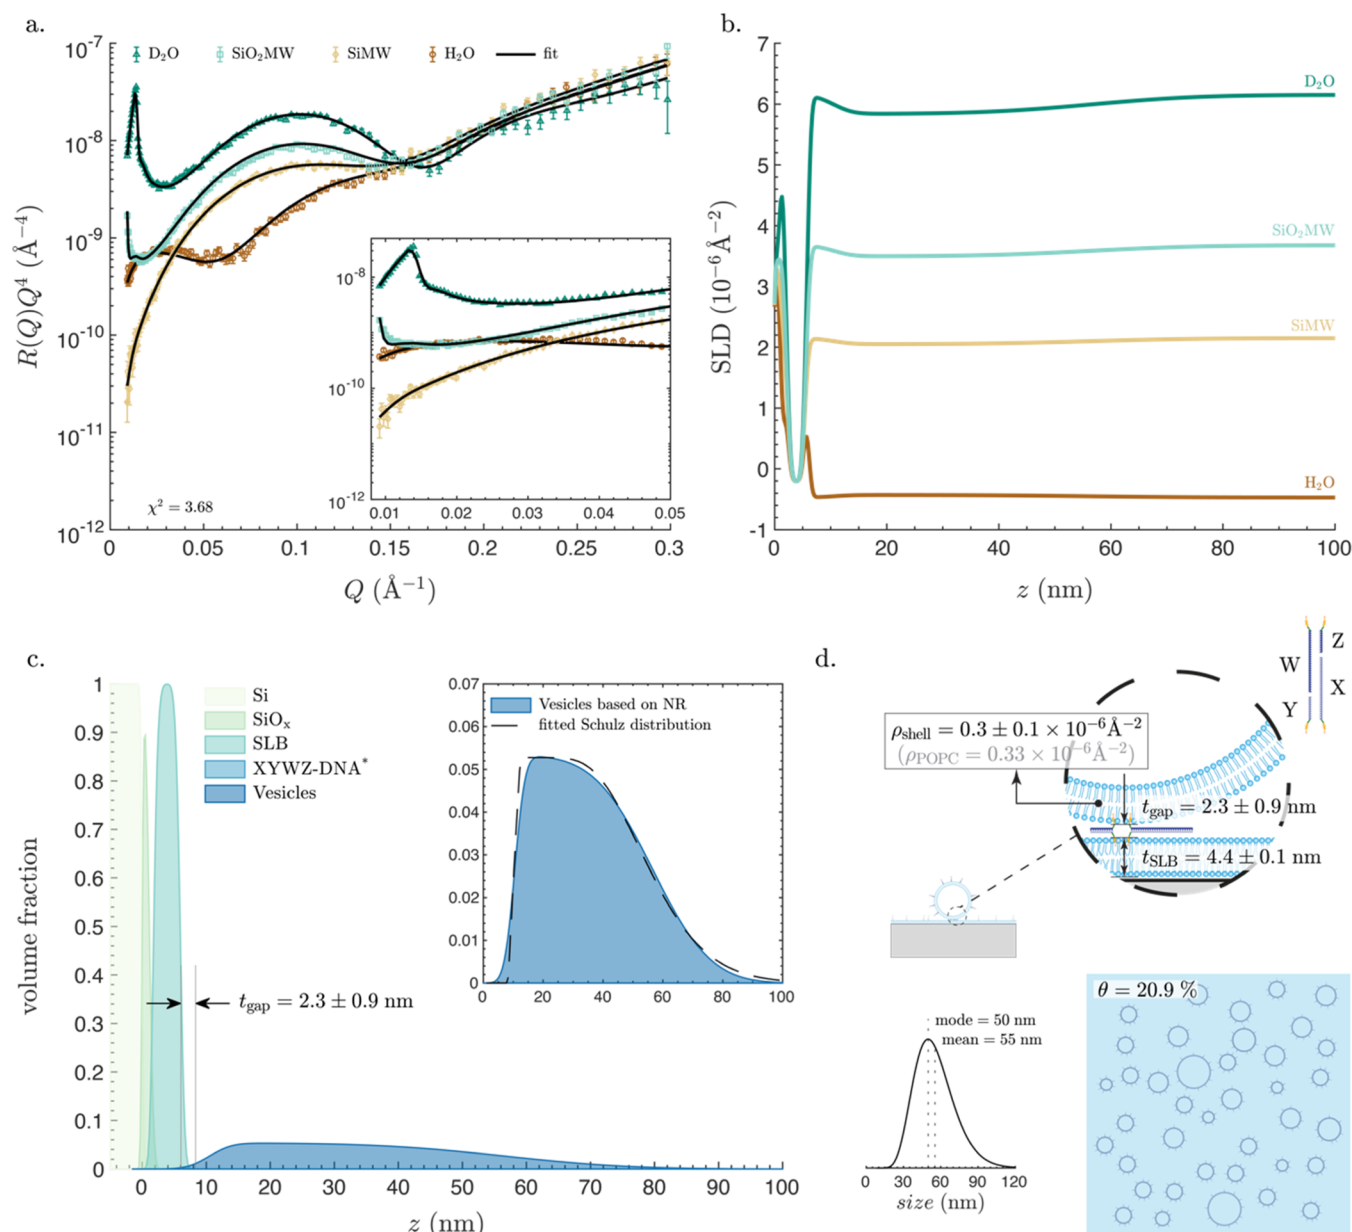 a.
D₂O SiO₂MW SiMW H₂O fit
10⁻⁷
10⁻⁸
10⁻⁹
10⁻¹⁰
10⁻¹¹
10⁻¹²
R(Q)Q⁴ (Å⁻⁴)
χ² = 3.68
0 0.05 0.1 0.15 0.2 0.25 0.3
Q (Å⁻¹)
10⁻⁸
10⁻¹⁰
10⁻¹²
0.01 0.02 0.03 0.04 0.05
b.
7
6
5
4
3
2
1
0
-1
SLD (10⁻⁶Å⁻²)
D₂O
SiO₂MW
SiMW
H₂O
0 20 40 60 80 100
z (nm)
c.
1
0.9
0.8
0.7
0.6
0.5
0.4
0.3
0.2
0.1
0
volume fraction
Si
SiOₓ
SLB
XYWZ-DNA*
Vesicles
t_gap = 2.3 ± 0.9 nm
0 10 20 30 40 50 60 70 80 90 100
z (nm)
0.07
0.06
0.05
0.04
0.03
0.02
0.01
0
Vesicles based on NR
fitted Schulz distribution
0 20 40 60 80 100
d.
Z
W
X
Y
ρ_shell = 0.3 ± 0.1 × 10⁻⁶Å⁻²
(ρ_POPC = 0.33 × 10⁻⁶Å⁻²)
t_gap = 2.3 ± 0.9 nm
t_SLB = 4.4 ± 0.1 nm
mode = 50 nm
mean = 55 nm
0 30 60 90 120
size (nm)
θ = 20.9 %